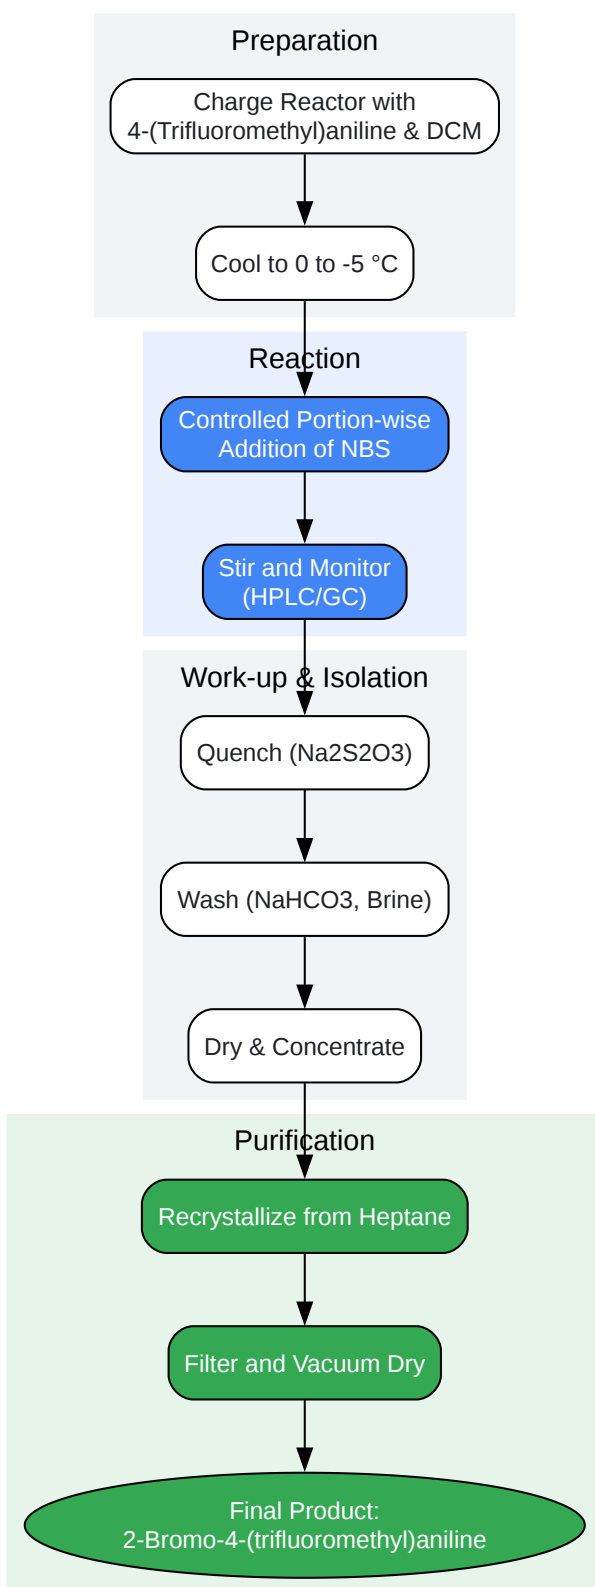 Preparation
Charge Reactor with
4-(Trifluoromethyl)aniline & DCM
Cool to 0 to -5 °C
Reaction
Controlled Portion-wise
Addition of NBS
Stir and Monitor
(HPLC/GC)
Work-up & Isolation
Quench (Na2S2O3)
Wash (NaHCO3, Brine)
Dry & Concentrate
Purification
Recrystallize from Heptane
Filter and Vacuum Dry
Final Product:
2-Bromo-4-(trifluoromethyl)aniline